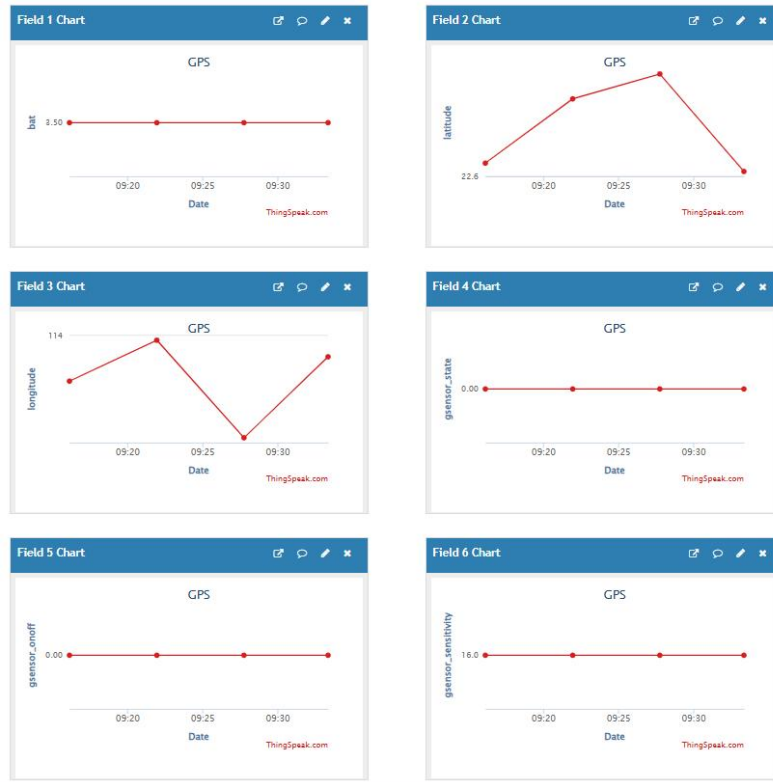 Field 1 Chart
GPS
bat
3.50
09:20 09:25 09:30
Date
ThingSpeak.com
Field 2 Chart
GPS
latitude
22.6
09:20 09:25 09:30
Date
ThingSpeak.com
Field 3 Chart
GPS
longitude
114
09:20 09:25 09:30
Date
ThingSpeak.com
Field 4 Chart
GPS
gsensor_state
0.00
09:20 09:25 09:30
Date
ThingSpeak.com
Field 5 Chart
GPS
gsensor_onoff
0.00
09:20 09:25 09:30
Date
ThingSpeak.com
Field 6 Chart
GPS
gsensor_sensitivity
16.0
09:20 09:25 09:30
Date
ThingSpeak.com